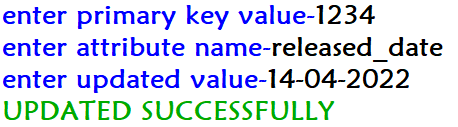 enter primary key value-1234
enter attribute name-released_date
enter updated value-14-04-2022
UPDATED SUCCESSFULLY